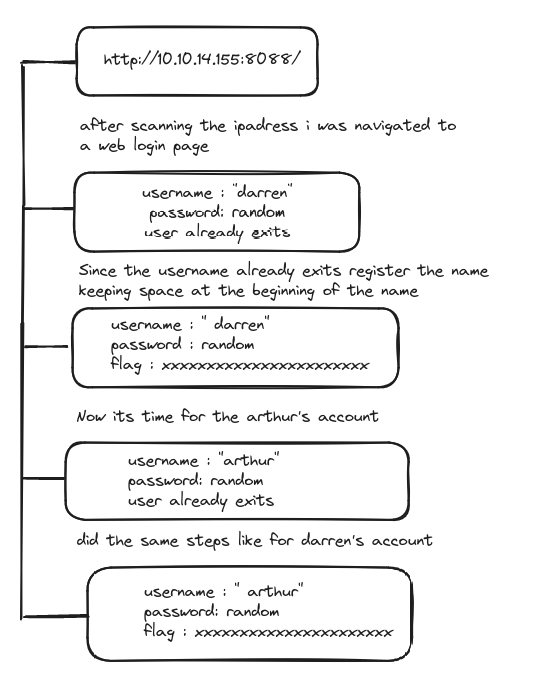 http://10.10.14.155:8088/
after scanning the ipadress i was navigated to
a web login page
username : "darren"
password: random
user already exits
Since the username already exits register the name
keeping space at the beginning of the name
username : " darren"
password : random
flag : xxxxxxxxxxxxxxxxxxxxxxx
Now its time for the arthur's account
username : "arthur"
password: random
user already exits
did the same steps like for darren's account
username : " arthur"
password: random
flag : xxxxxxxxxxxxxxxxxxxxxx